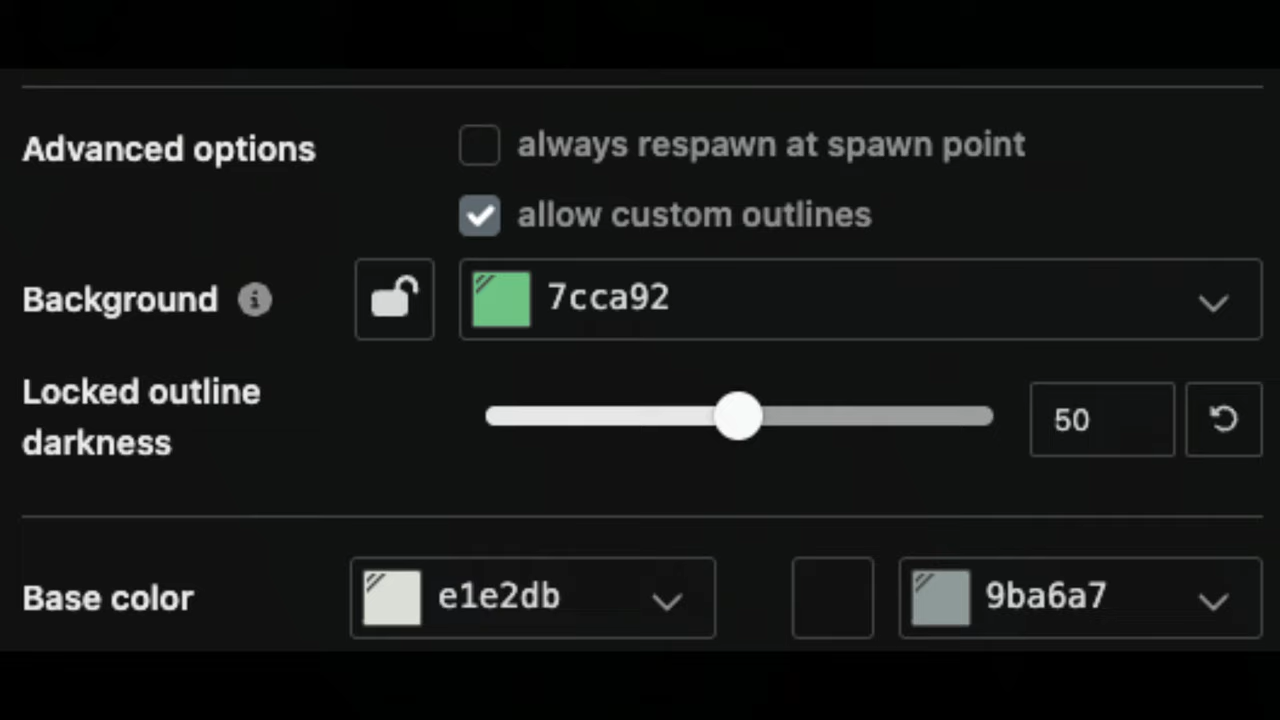 Advanced options
always respawn at spawn point
allow custom outlines
Background
7cca92
Locked outline
darkness
50
Base color
e1e2db
9ba6a7